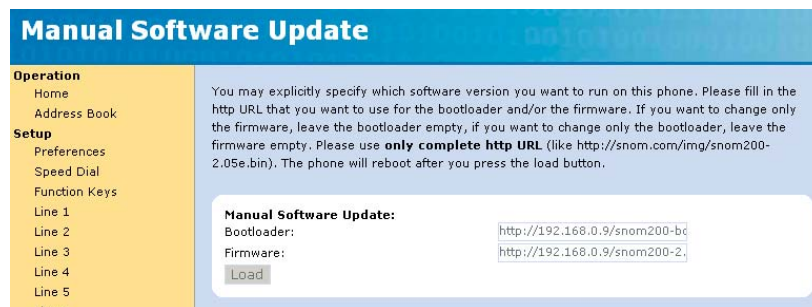 Manual Software Update
Operation
Home
Address Book
Setup
Preferences
Speed Dial
Function Keys
Line 1
Line 2
Line 3
Line 4
Line 5
You may explicitly specify which software version you want to run on this phone. Please fill in the
http URL that you want to use for the bootloader and/or the firmware. If you want to change only
the firmware, leave the bootloader empty, if you want to change only the bootloader, leave the
firmware empty. Please use only complete http URL (like http://snom.com/img/snom200-
2.05e.bin). The phone will reboot after you press the load button.
Manual Software Update:
Bootloader: http://192.168.0.9/snom200-bo
Firmware: http://192.168.0.9/snom200-2.
Load